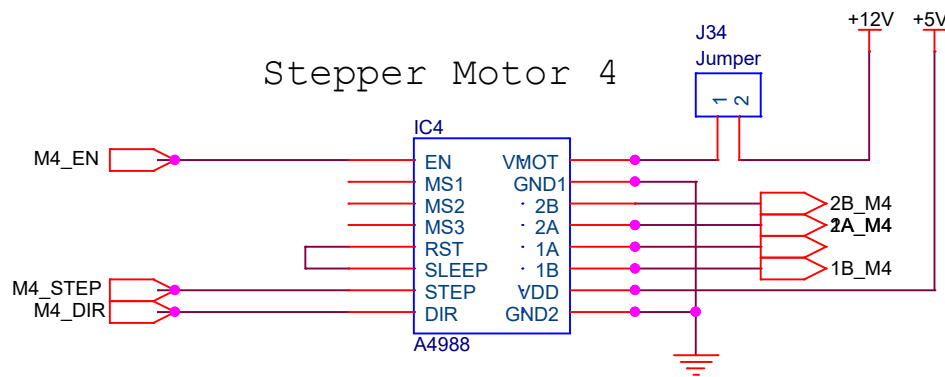 +12V +5V
J34
Jumper
Stepper Motor 4
1 2
IC4
M4_EN EN VMOT
MS1 GND1
MS2 2B 2B_M4
MS3 2A 2A_M4
RST 1A 1A_M4
SLEEP 1B 1B_M4
M4_STEP STEP VDD
M4_DIR DIR GND2
A4988